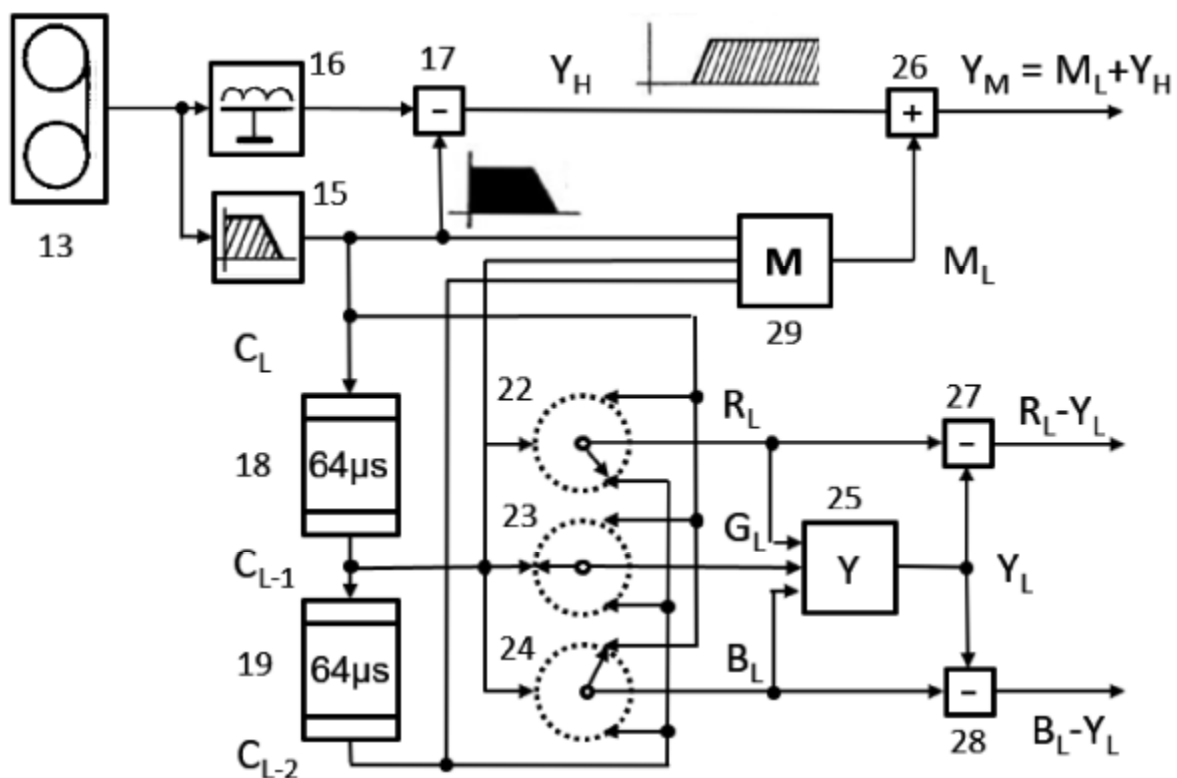 16
17
Y_H
26
Y_M = M_L+Y_H
-
+
15
13
M
M_L
29
C_L
22
R_L
27
R_L-Y_L
-
18
64µs
23
25
G_L
Y
Y_L
C_L-1
24
B_L
19
64µs
-
28
B_L-Y_L
C_L-2